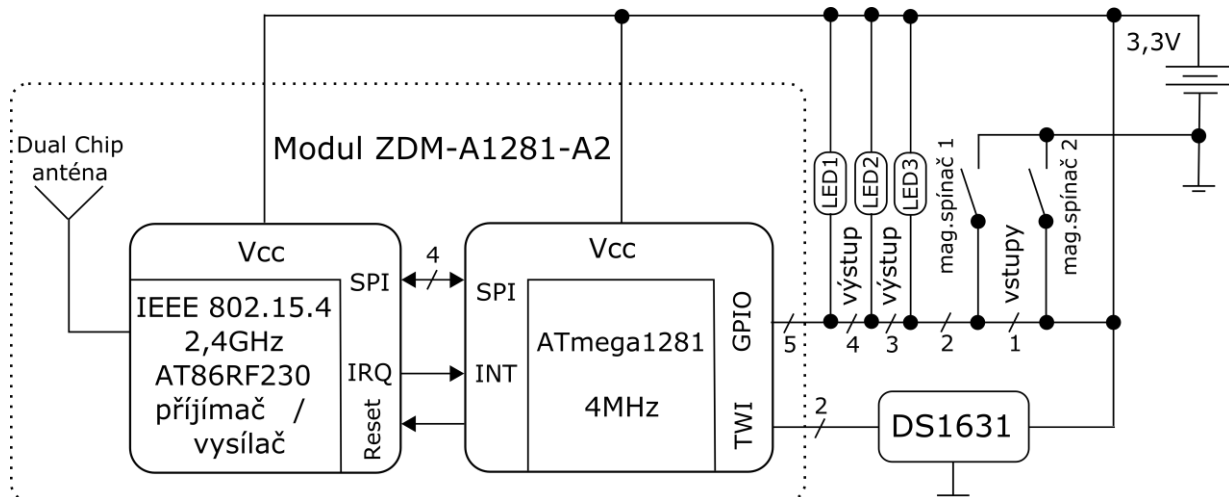 3,3V
Dual Chip
anténa
Modul ZDM-A1281-A2
LED1
LED2
LED3
mag.spínač 1
mag.spínač 2
výstup
výstup
vstupy
Vcc
SPI
4
IEEE 802.15.4
2,4GHz
AT86RF230
příjímač /
vysílač
IRQ
Reset
Vcc
SPI
INT
ATmega1281
4MHz
GPIO
TWI
5
4
3
2
1
2
DS1631